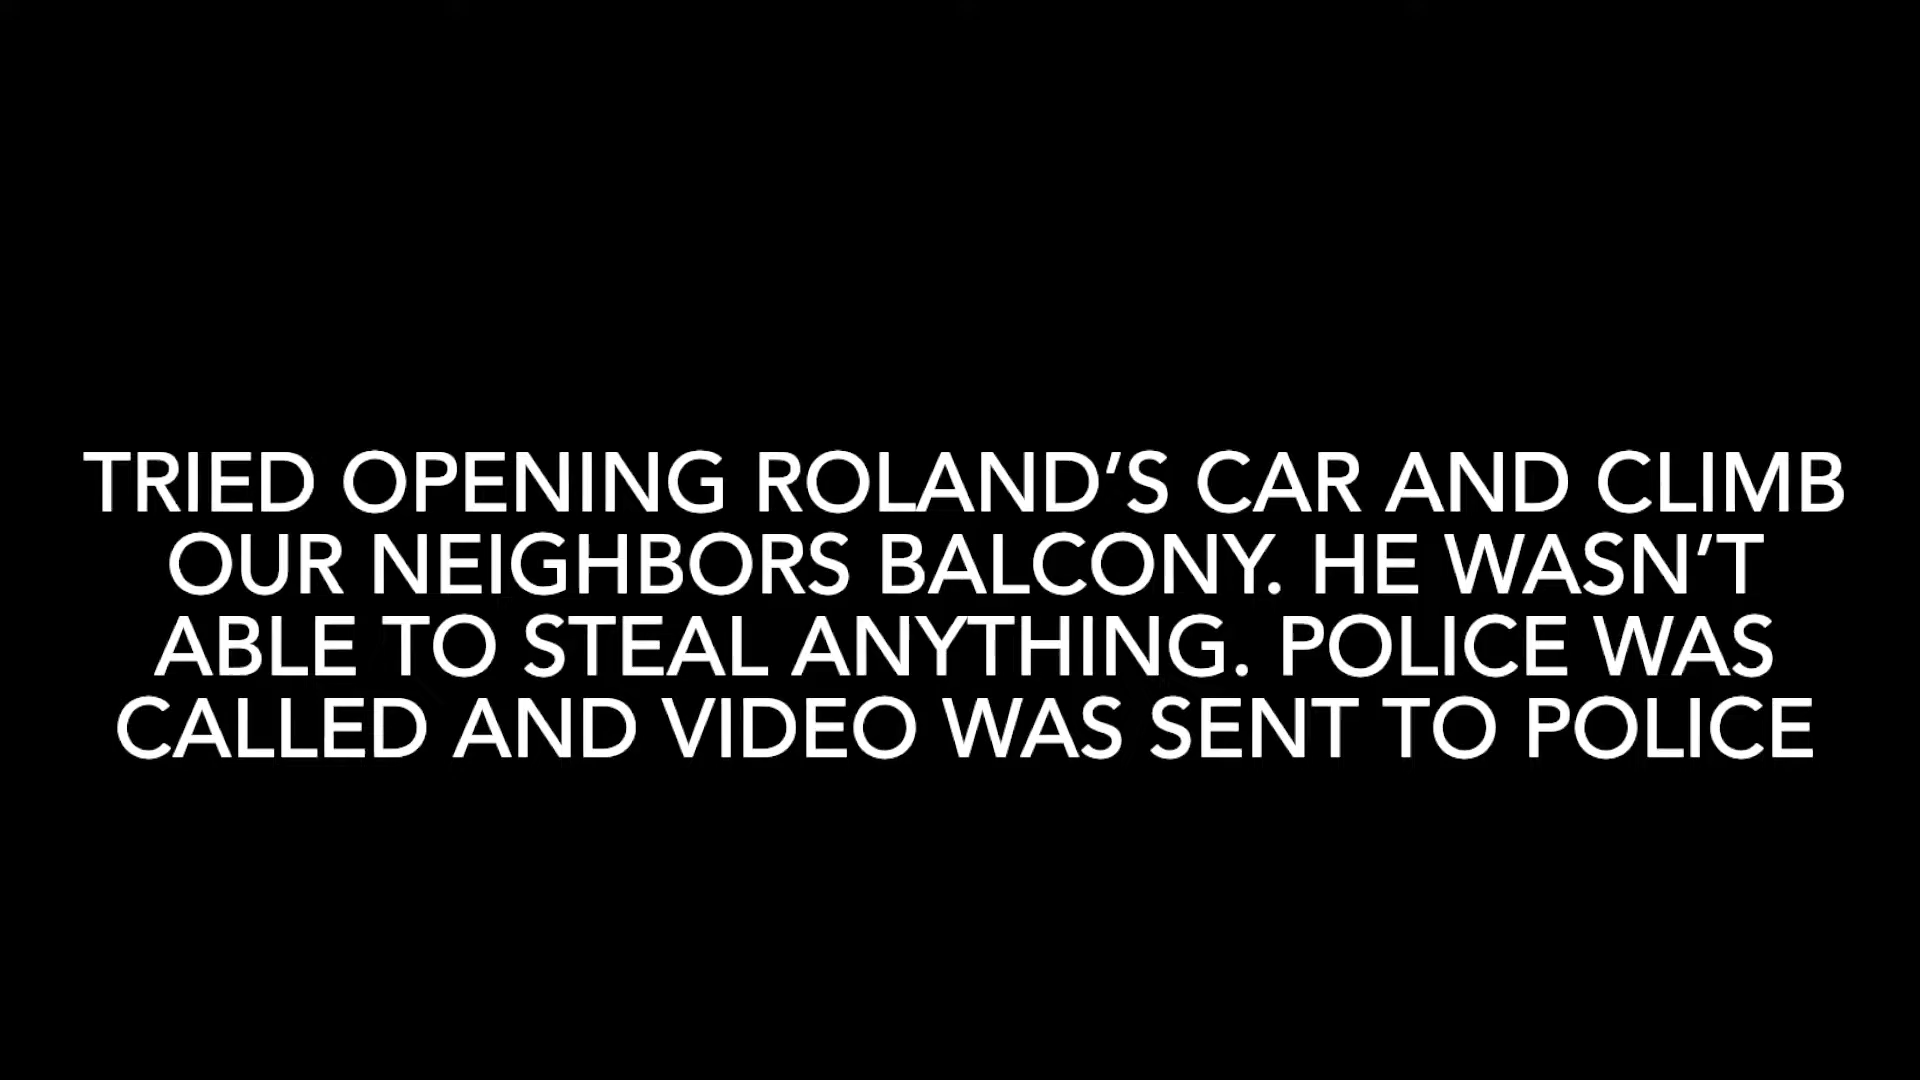 TRIED OPENING ROLAND’S CAR AND CLIMB
OUR NEIGHBORS BALCONY. HE WASN’T
ABLE TO STEAL ANYTHING. POLICE WAS
CALLED AND VIDEO WAS SENT TO POLICE